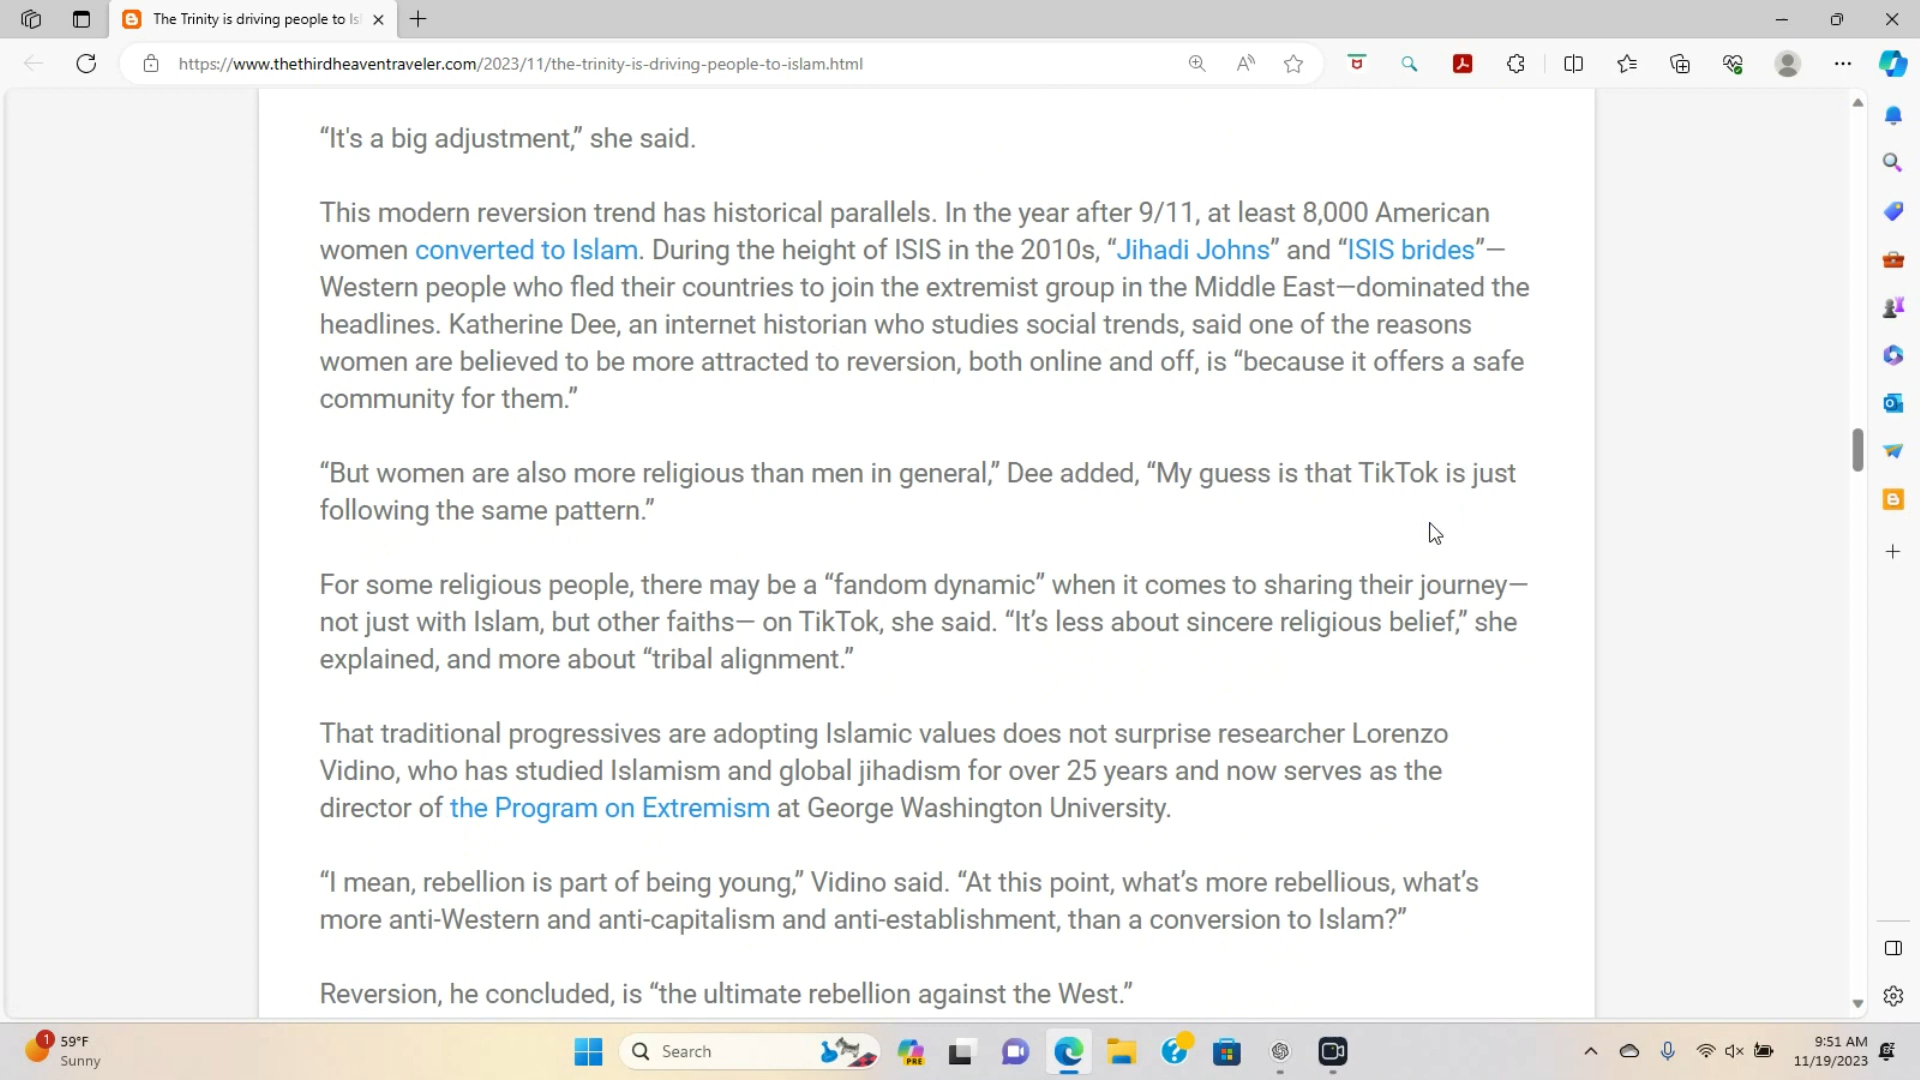 The Trinity is driving people to Is
https://www.thethirdheaventraveler.com/2023/11/the-trinity-is-driving-people-to-islam.html
“It's a big adjustment,” she said.
This modern reversion trend has historical parallels. In the year after 9/11, at least 8,000 American
women converted to Islam. During the height of ISIS in the 2010s, “Jihadi Johns” and “ISIS brides”—
Western people who fled their countries to join the extremist group in the Middle East—dominated the
headlines. Katherine Dee, an internet historian who studies social trends, said one of the reasons
women are believed to be more attracted to reversion, both online and off, is “because it offers a safe
community for them.”
“But women are also more religious than men in general,” Dee added, “My guess is that TikTok is just
following the same pattern.”
For some religious people, there may be a “fandom dynamic” when it comes to sharing their journey—
not just with Islam, but other faiths— on TikTok, she said. “It’s less about sincere religious belief,” she
explained, and more about “tribal alignment.”
That traditional progressives are adopting Islamic values does not surprise researcher Lorenzo
Vidino, who has studied Islamism and global jihadism for over 25 years and now serves as the
director of the Program on Extremism at George Washington University.
“I mean, rebellion is part of being young,” Vidino said. “At this point, what’s more rebellious, what’s
more anti-Western and anti-capitalism and anti-establishment, than a conversion to Islam?”
Reversion, he concluded, is “the ultimate rebellion against the West.”
1
59°F
Sunny
Search
PRE
9:51 AM
11/19/2023